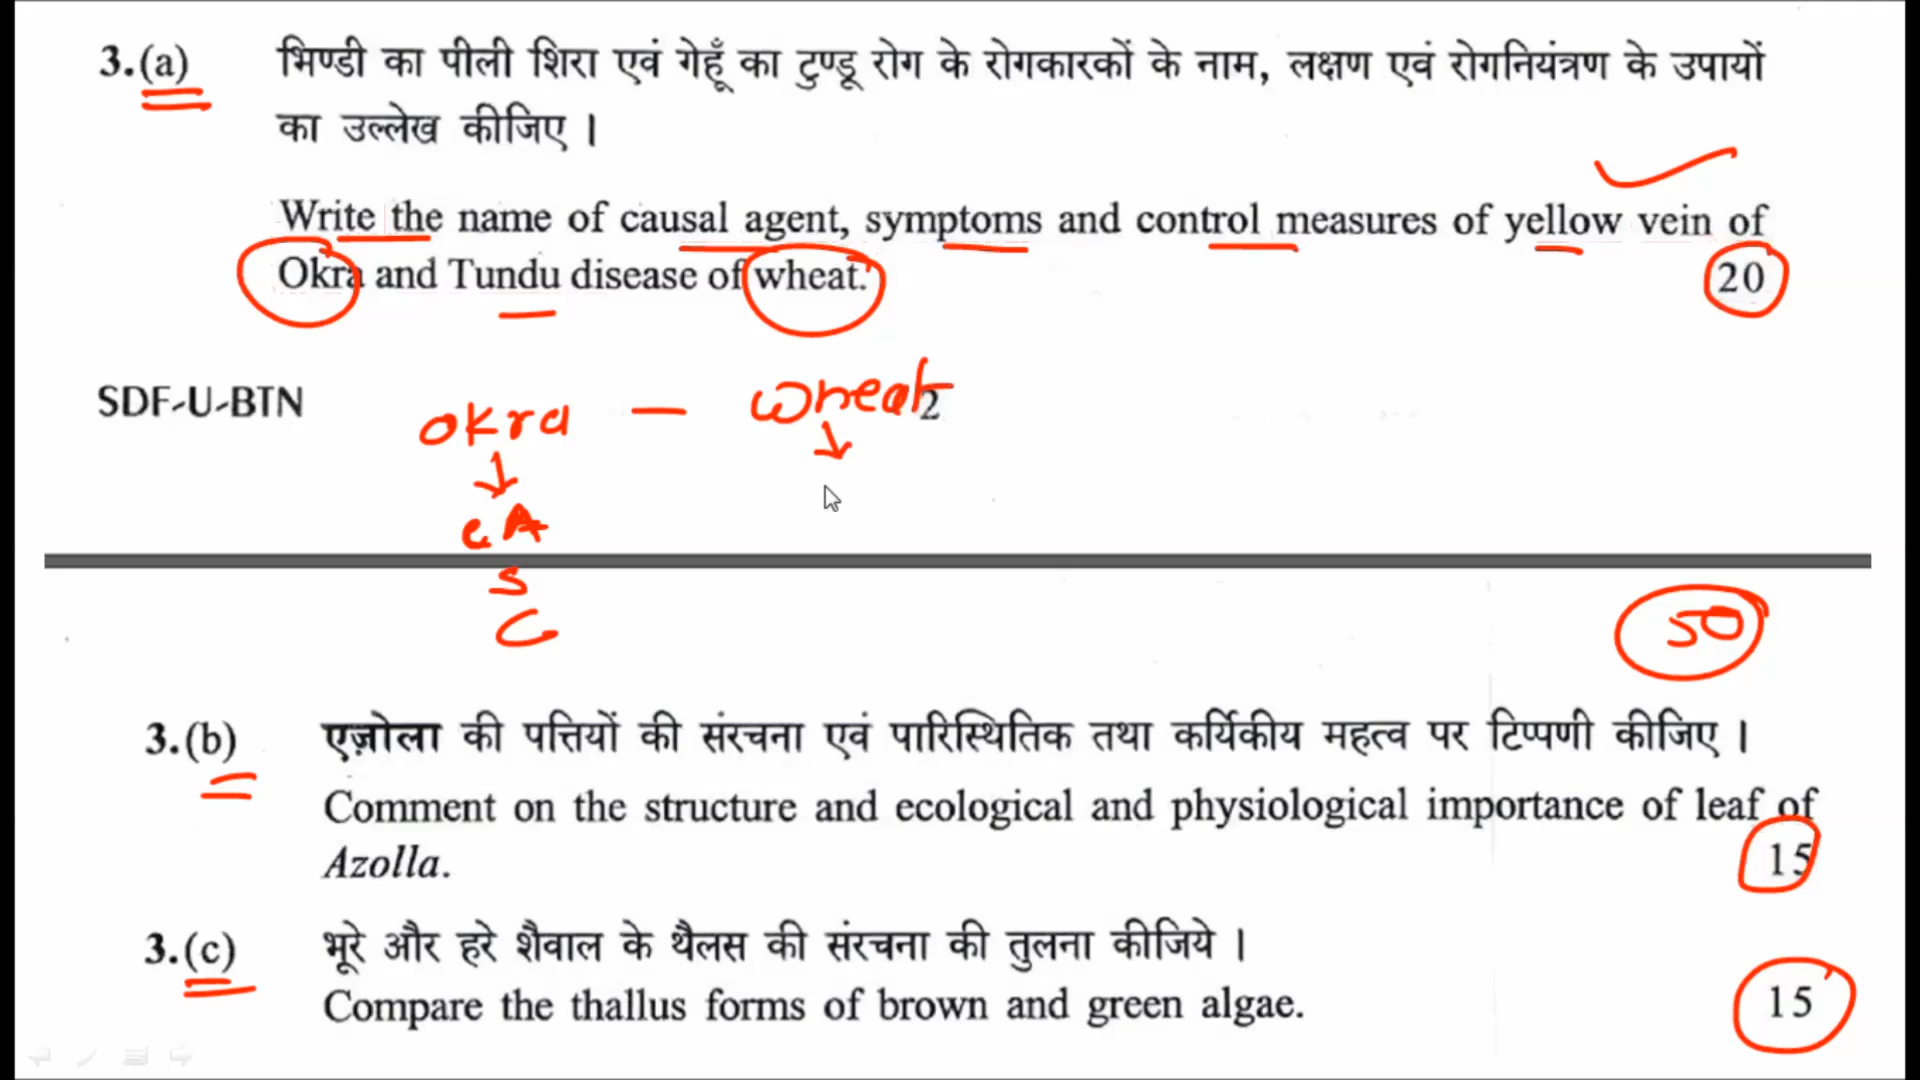 3.(a) भिण्डी का पीली शिरा एवं गेहूँ का टुण्डू रोग के रोगकारकों के नाम, लक्षण एवं रोगनियंत्रण के उपायों
का उल्लेख कीजिए ।
Write the name of causal agent, symptoms and control measures of yellow vein of
Okra and Tundu disease of wheat. 20
SDF-U-BTN 2
okra — wheat
CA
S
C
50
3.(b) एज़ोला की पत्तियों की संरचना एवं पारिस्थितिक तथा कर्यिकीय महत्व पर टिप्पणी कीजिए ।
Comment on the structure and ecological and physiological importance of leaf of
Azolla. 15
3.(c) भूरे और हरे शैवाल के थैलस की संरचना की तुलना कीजिये ।
Compare the thallus forms of brown and green algae. 15